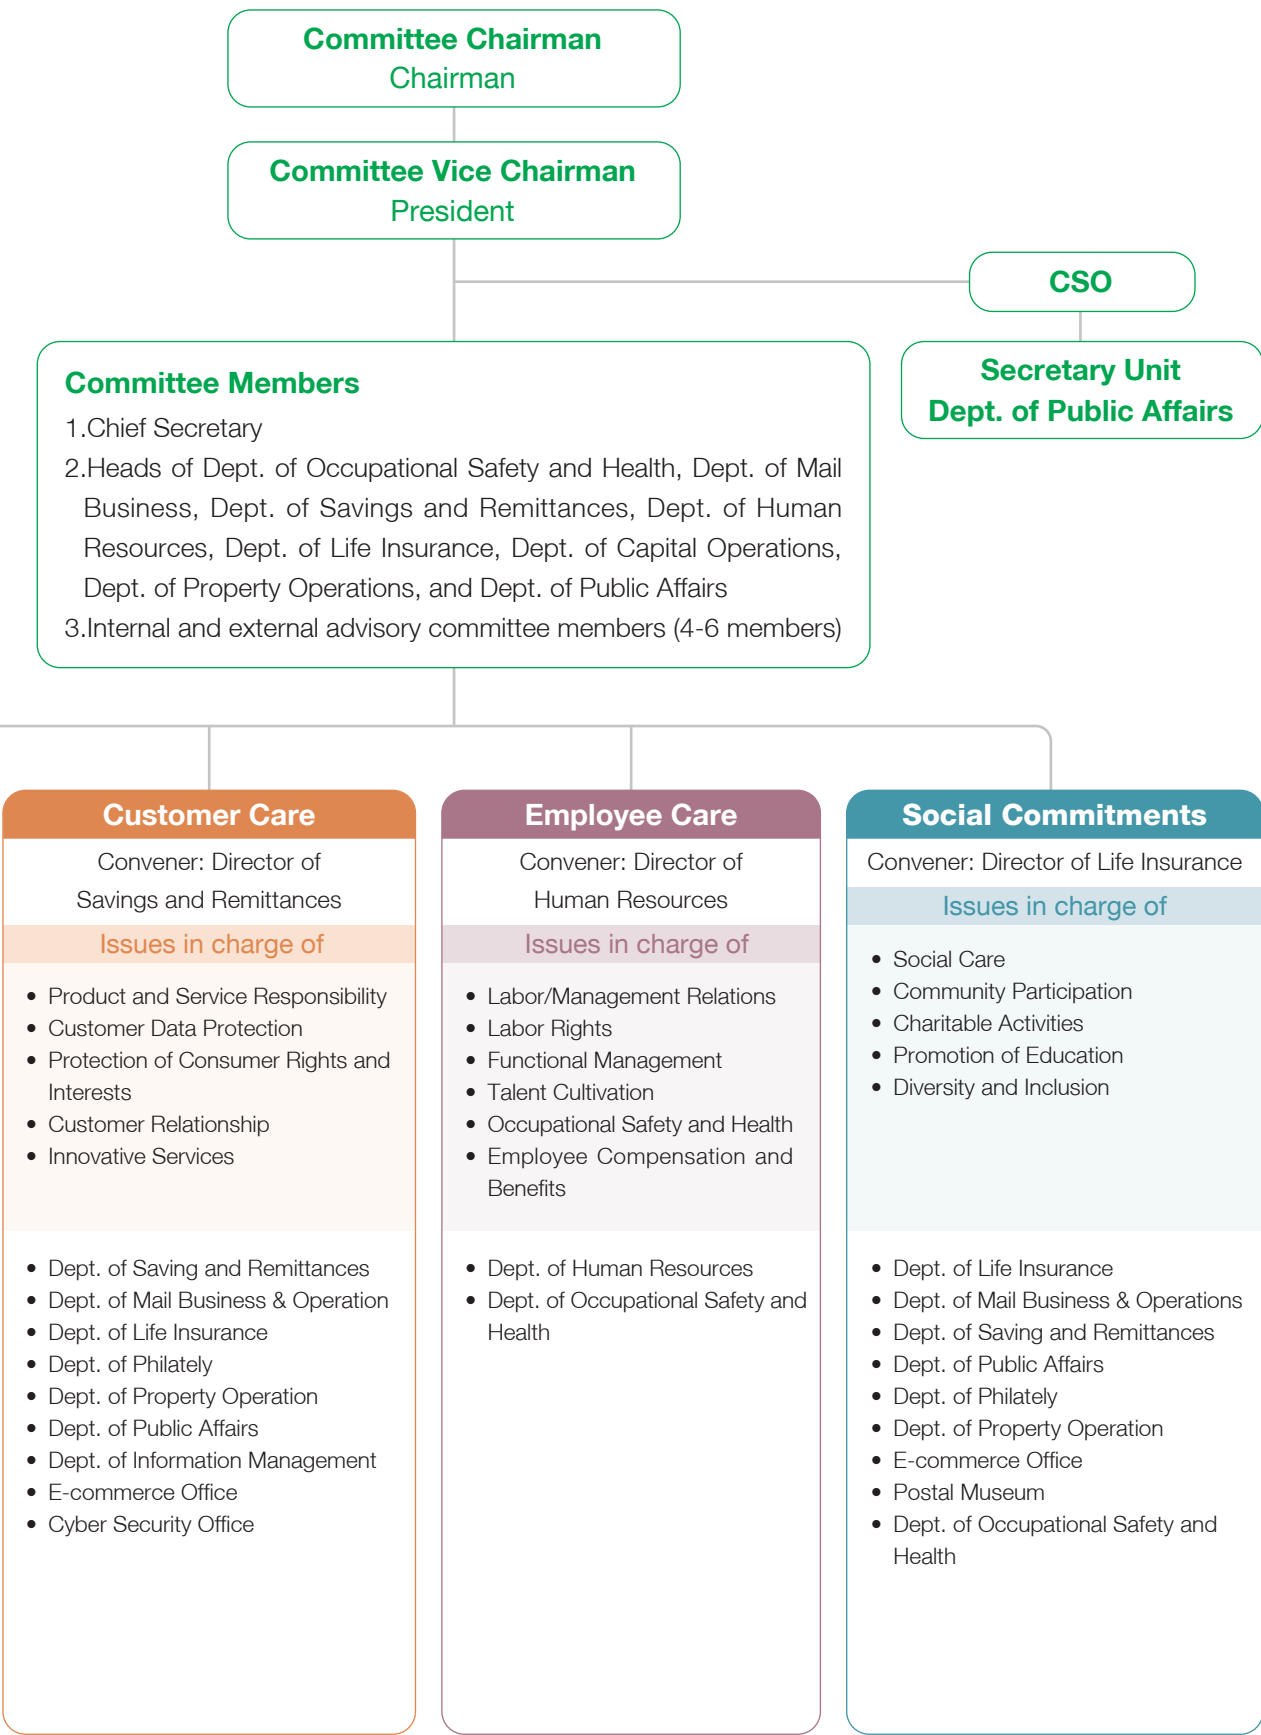 Committee Chairman
Chairman
Committee Vice Chairman
President
CSO
Secretary Unit
Dept. of Public Affairs
Committee Members
1.Chief Secretary
2.Heads of Dept. of Occupational Safety and Health, Dept. of Mail
Business, Dept. of Savings and Remittances, Dept. of Human
Resources, Dept. of Life Insurance, Dept. of Capital Operations,
Dept. of Property Operations, and Dept. of Public Affairs
3.Internal and external advisory committee members (4-6 members)
Customer Care
Convener: Director of
Savings and Remittances
Issues in charge of
• Product and Service Responsibility
• Customer Data Protection
• Protection of Consumer Rights and
Interests
• Customer Relationship
• Innovative Services
• Dept. of Saving and Remittances
• Dept. of Mail Business & Operation
• Dept. of Life Insurance
• Dept. of Philately
• Dept. of Property Operation
• Dept. of Public Affairs
• Dept. of Information Management
• E-commerce Office
• Cyber Security Office
Employee Care
Convener: Director of
Human Resources
Issues in charge of
• Labor/Management Relations
• Labor Rights
• Functional Management
• Talent Cultivation
• Occupational Safety and Health
• Employee Compensation and
Benefits
• Dept. of Human Resources
• Dept. of Occupational Safety and
Health
Social Commitments
Convener: Director of Life Insurance
Issues in charge of
• Social Care
• Community Participation
• Charitable Activities
• Promotion of Education
• Diversity and Inclusion
• Dept. of Life Insurance
• Dept. of Mail Business & Operations
• Dept. of Saving and Remittances
• Dept. of Public Affairs
• Dept. of Philately
• Dept. of Property Operation
• E-commerce Office
• Postal Museum
• Dept. of Occupational Safety and
Health